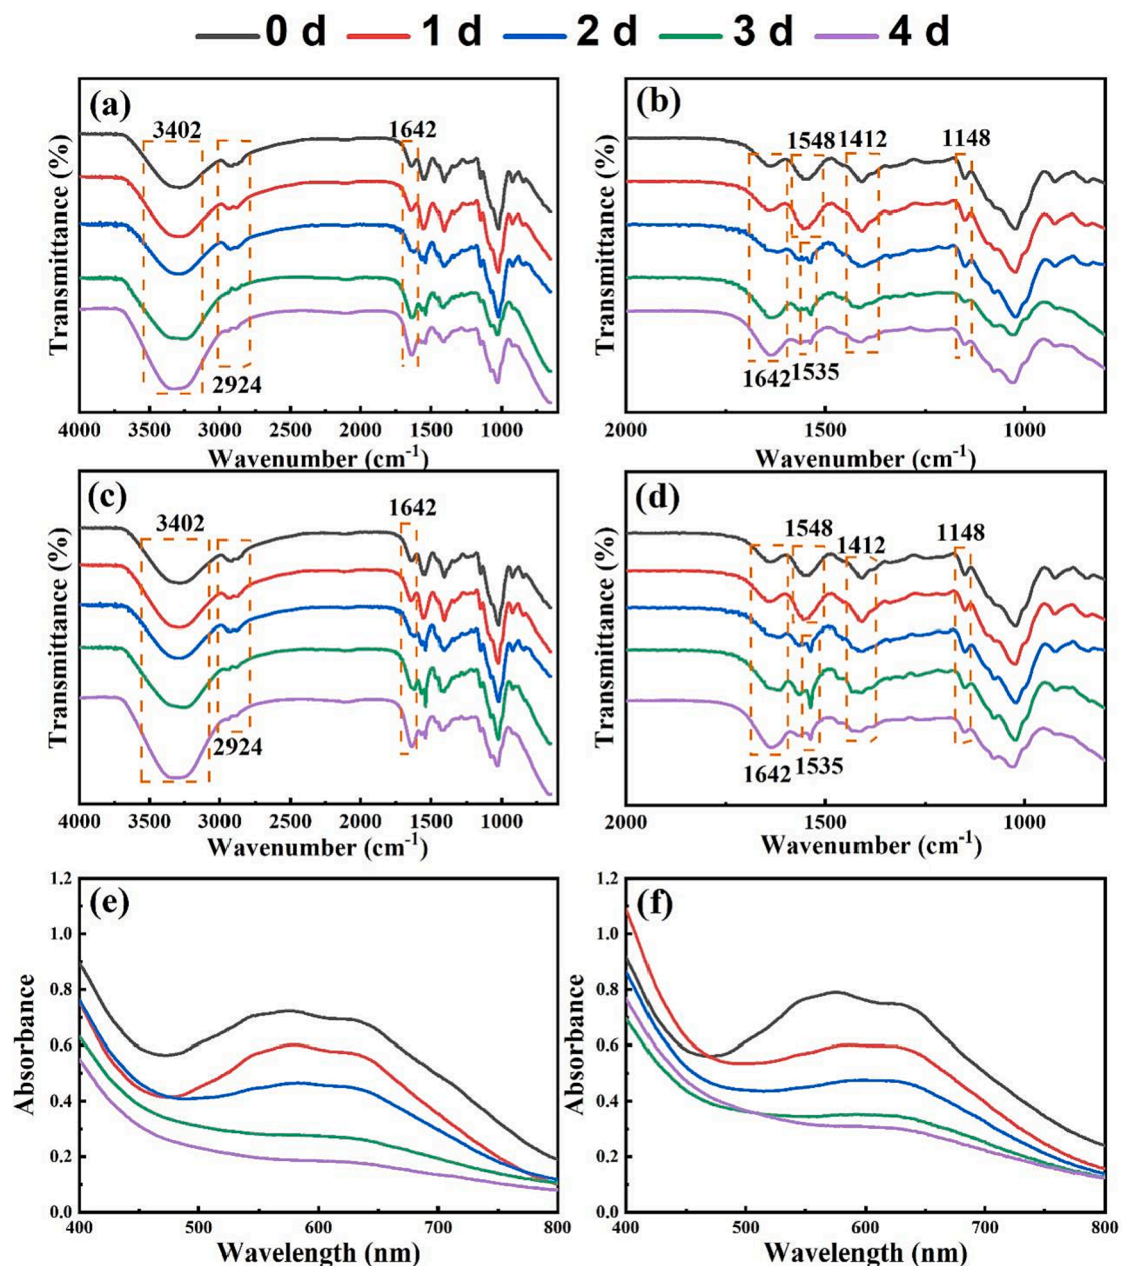 0 d 1 d 2 d 3 d 4 d
(a) 3402 1642
2924
Transmittance (%)
4000 3500 3000 2500 2000 1500 1000
Wavenumber (cm⁻¹)
(b) 1548 1412 1148
1642 1535
Transmittance (%)
2000 1500 1000
Wavenumber (cm⁻¹)
(c) 3402 1642
2924
Transmittance (%)
4000 3500 3000 2500 2000 1500 1000
Wavenumber (cm⁻¹)
(d) 1548 1412 1148
1642 1535
Transmittance (%)
2000 1500 1000
Wavenumber (cm⁻¹)
(e)
Absorbance
1.2
1.0
0.8
0.6
0.4
0.2
0.0
400 500 600 700 800
Wavelength (nm)
(f)
Absorbance
1.2
1.0
0.8
0.6
0.4
0.2
0.0
400 500 600 700 800
Wavelength (nm)